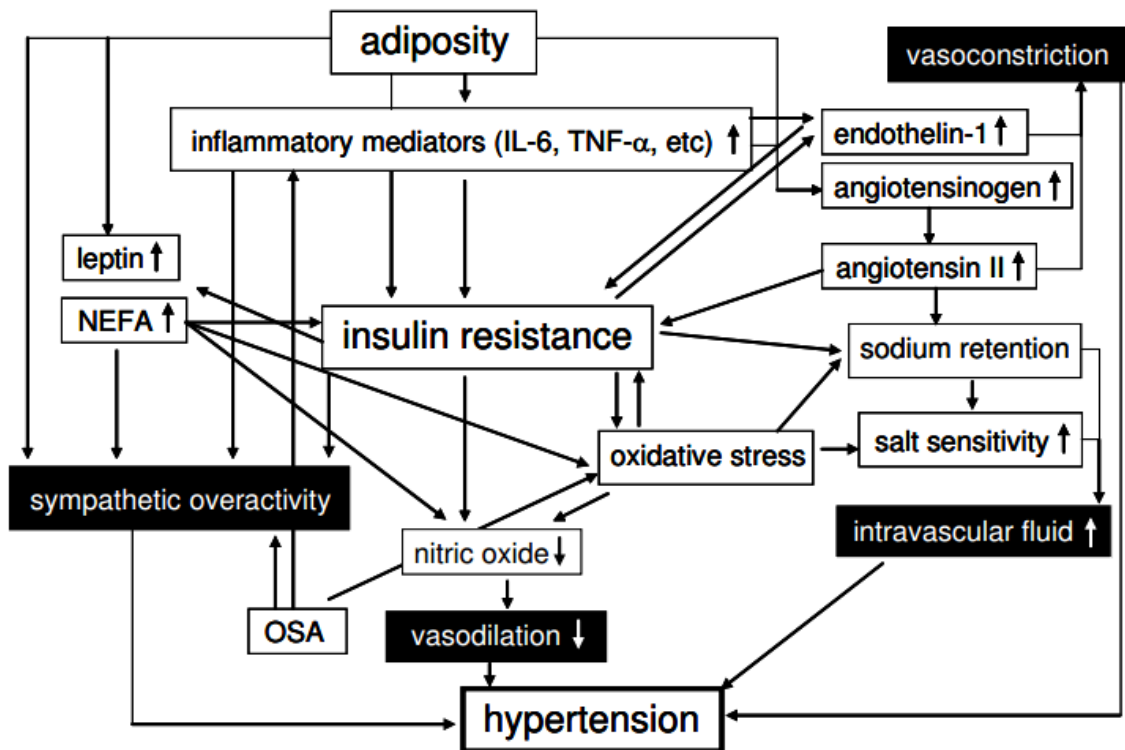 adiposity
vasoconstriction
inflammatory mediators (IL-6, TNF-α, etc) ↑
endothelin-1 ↑
angiotensinogen ↑
leptin ↑
angiotensin II ↑
NEFA ↑
insulin resistance
sodium retention
oxidative stress
salt sensitivity ↑
sympathetic overactivity
intravascular fluid ↑
nitric oxide ↓
OSA
vasodilation ↓
hypertension